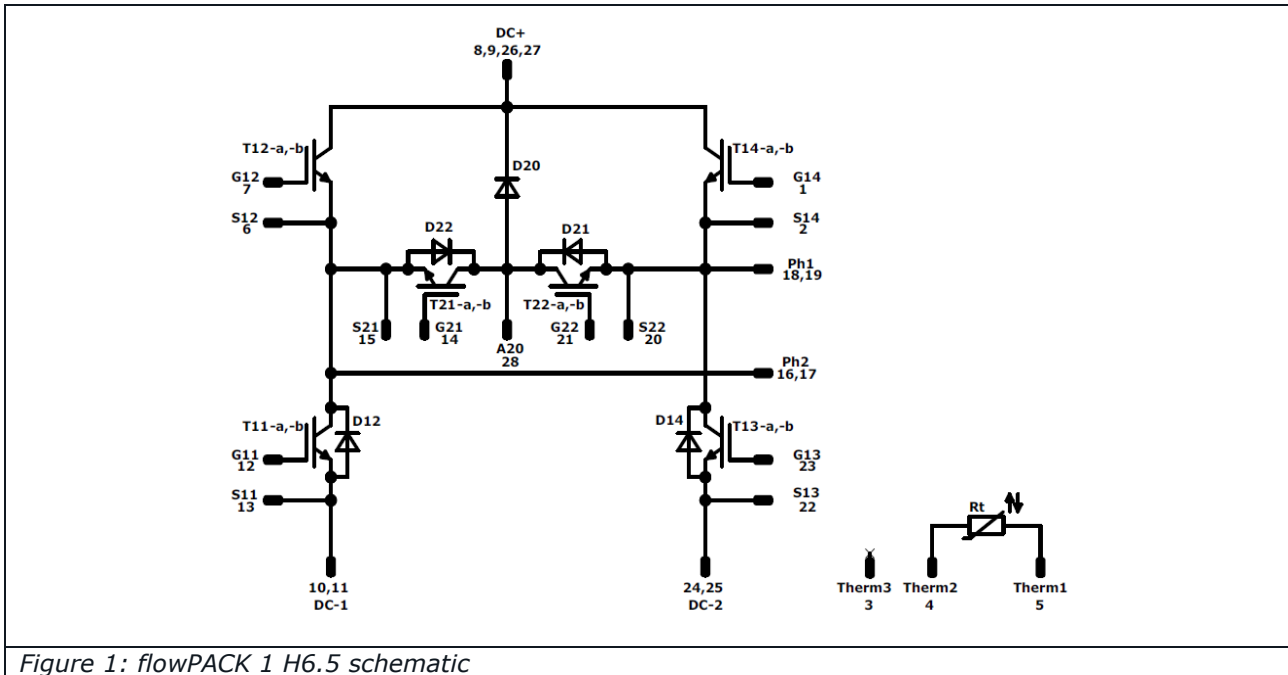 DC+
8,9,26,27
T12-a,-b
T14-a,-b
D20
G12
7
G14
1
S12
6
S14
2
D22
D21
Ph1
18,19
T21-a,-b
T22-a,-b
S21
15
G21
14
A20
28
G22
21
S22
20
Ph2
16,17
T11-a,-b
D12
D14
T13-a,-b
G11
12
G13
23
S11
13
S13
22
Rt
10,11
DC-1
24,25
DC-2
Therm3
3
Therm2
4
Therm1
5
Figure 1: flowPACK 1 H6.5 schematic